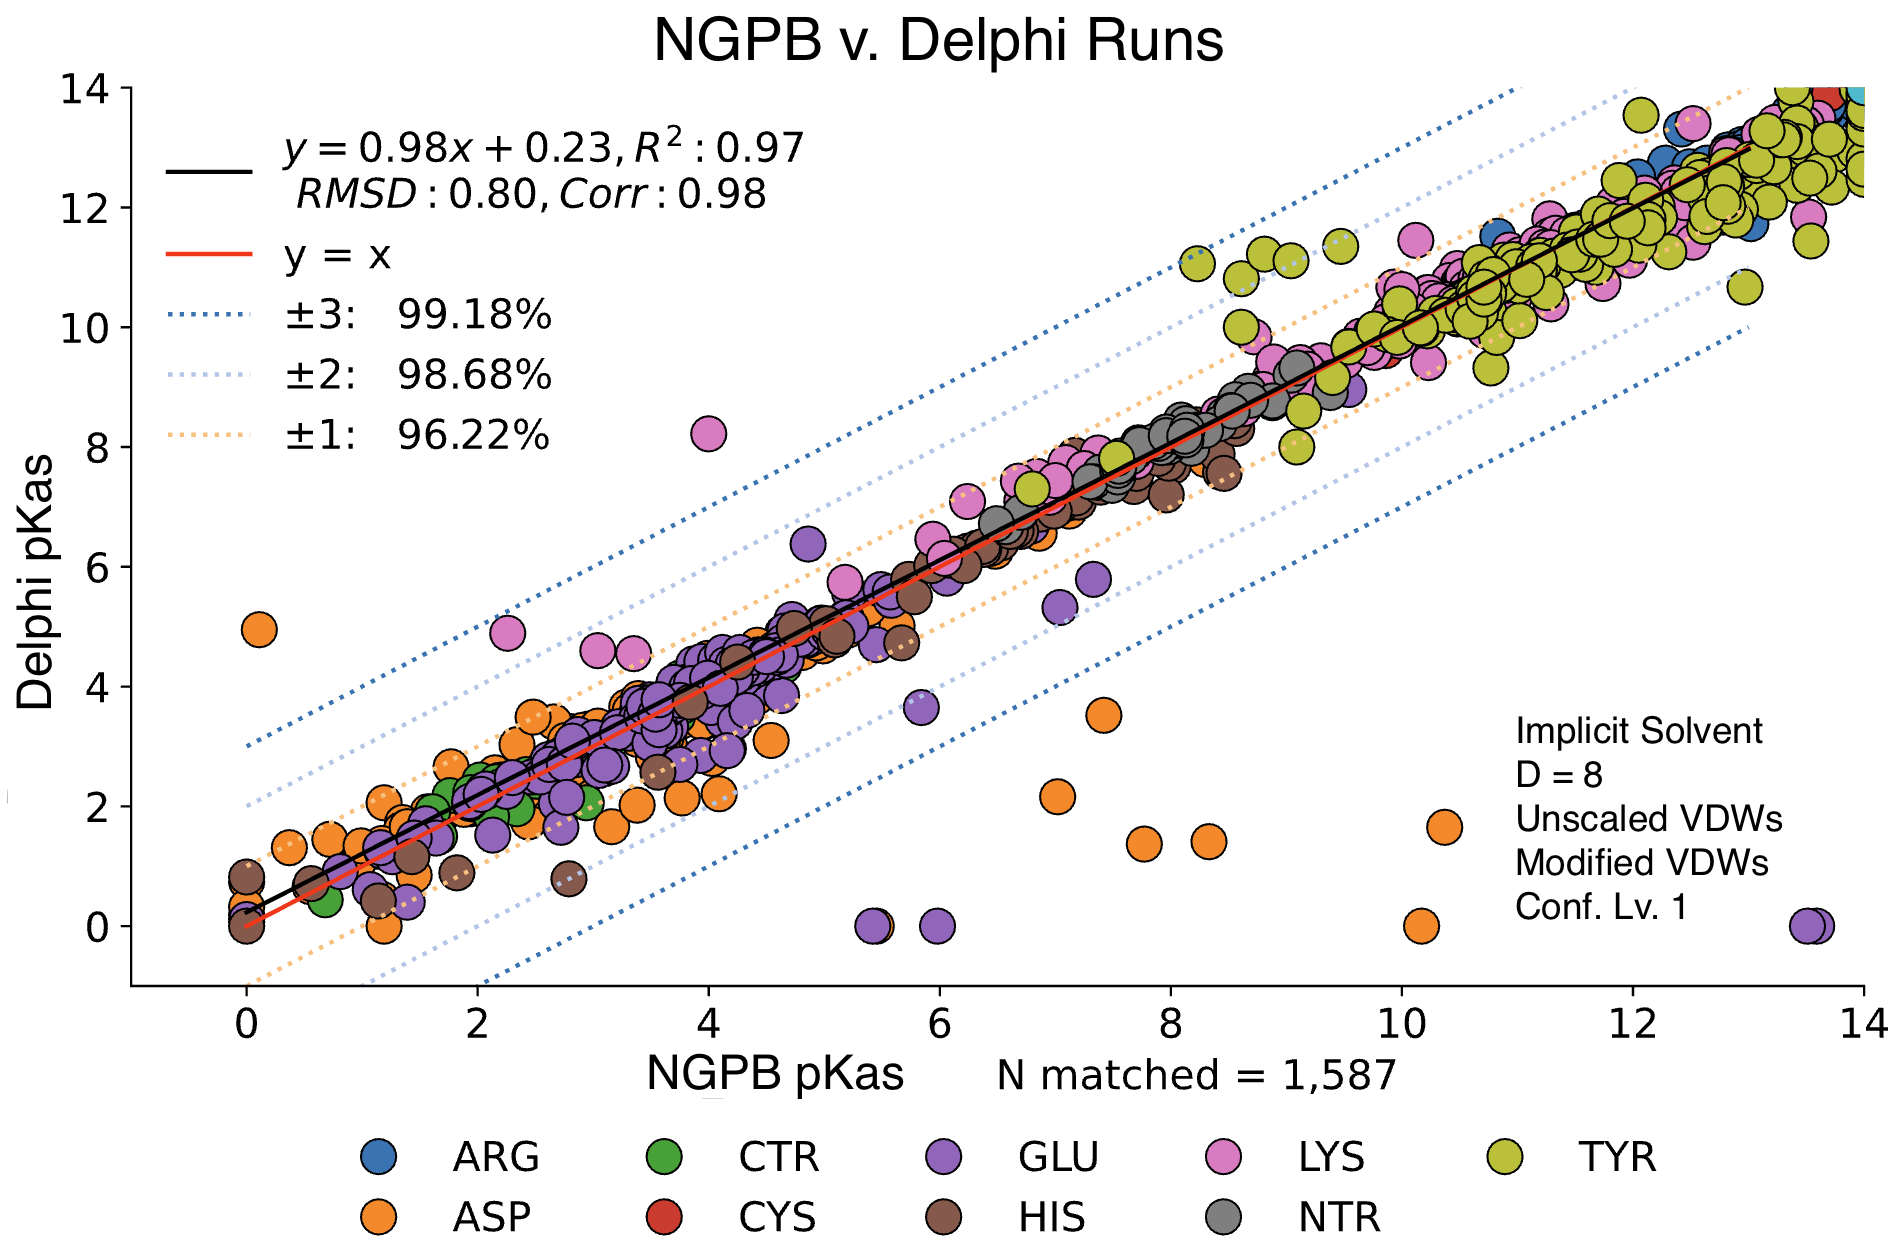 NGPB v. Delphi Runs
14
12
10
8
6
4
2
0
Delphi pKas
y = 0.98x + 0.23, R² : 0.97
RMSD : 0.80, Corr : 0.98
y = x
±3: 99.18%
±2: 98.68%
±1: 96.22%
Implicit Solvent
D = 8
Unscaled VDWs
Modified VDWs
Conf. Lv. 1
0 2 4 6 8 10 12 14
NGPB pKas N matched = 1,587
ARG CTR GLU LYS TYR
ASP CYS HIS NTR